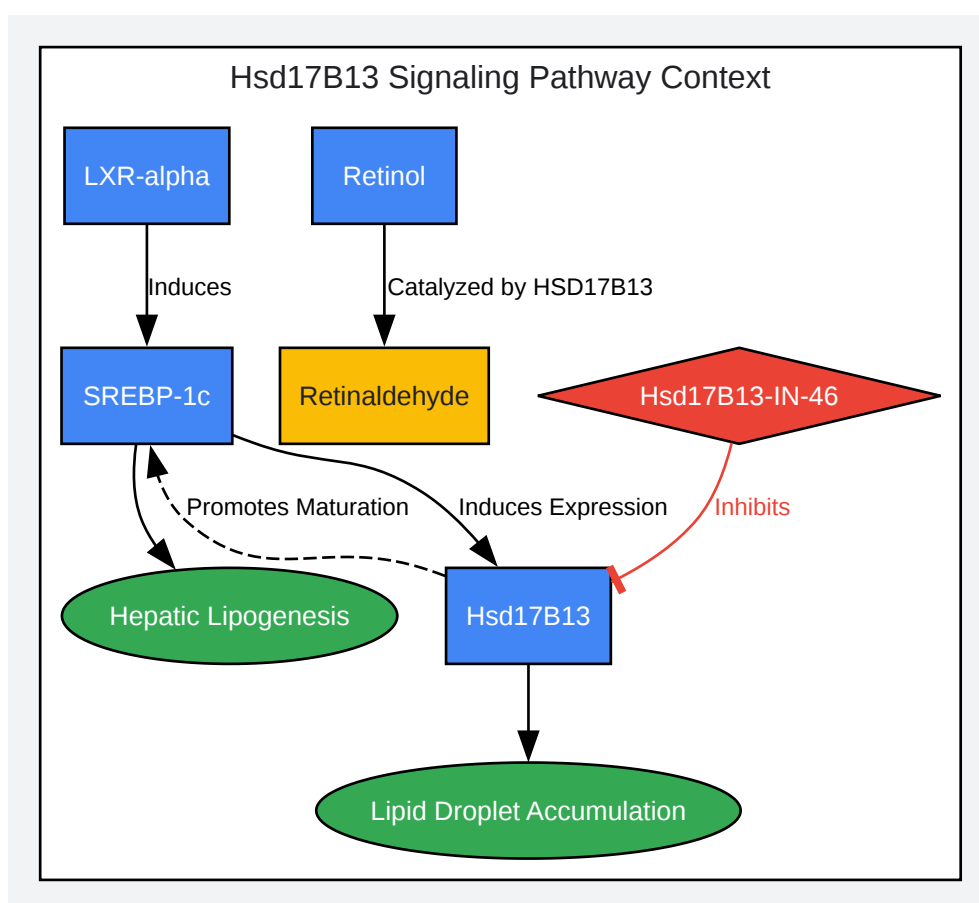 Hsd17B13 Signaling Pathway Context
LXR-alpha
Retinol
Induces
Catalyzed by HSD17B13
SREBP-1c
Retinaldehyde
Hsd17B13-IN-46
Promotes Maturation
Induces Expression
Inhibits
Hepatic Lipogenesis
Hsd17B13
Lipid Droplet Accumulation